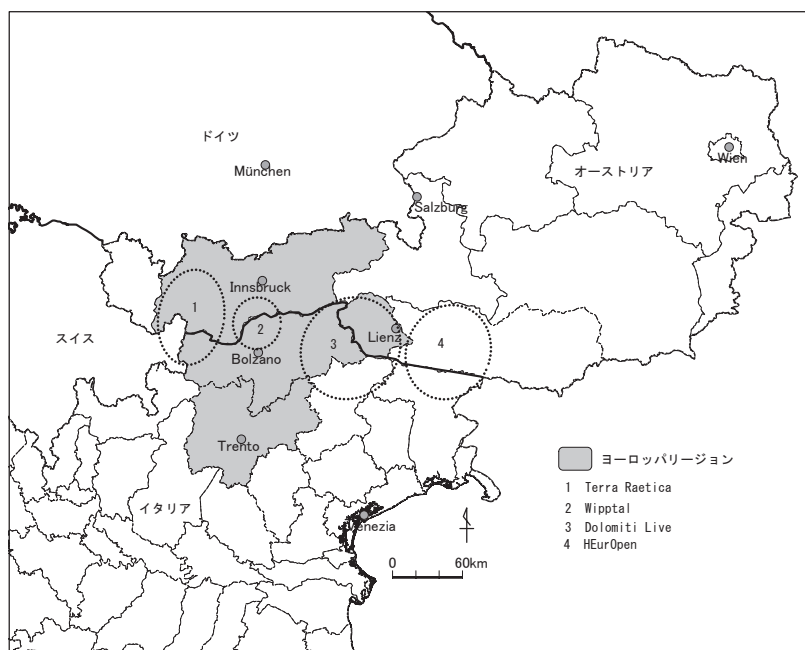 ドイツ
München
オーストリア
Wien
Salzburg
Innsbruck
1
2
スイス
Lienz
3
4
Bolzano
Trento
ヨーロッパリージョン
イタリア
1 Terra Raetica
2 Wipptal
3 Dolomiti Live
4 HEurOpen
Venezia
0 60km